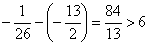 -1/26 - (-13/2) = 84/13 > 6